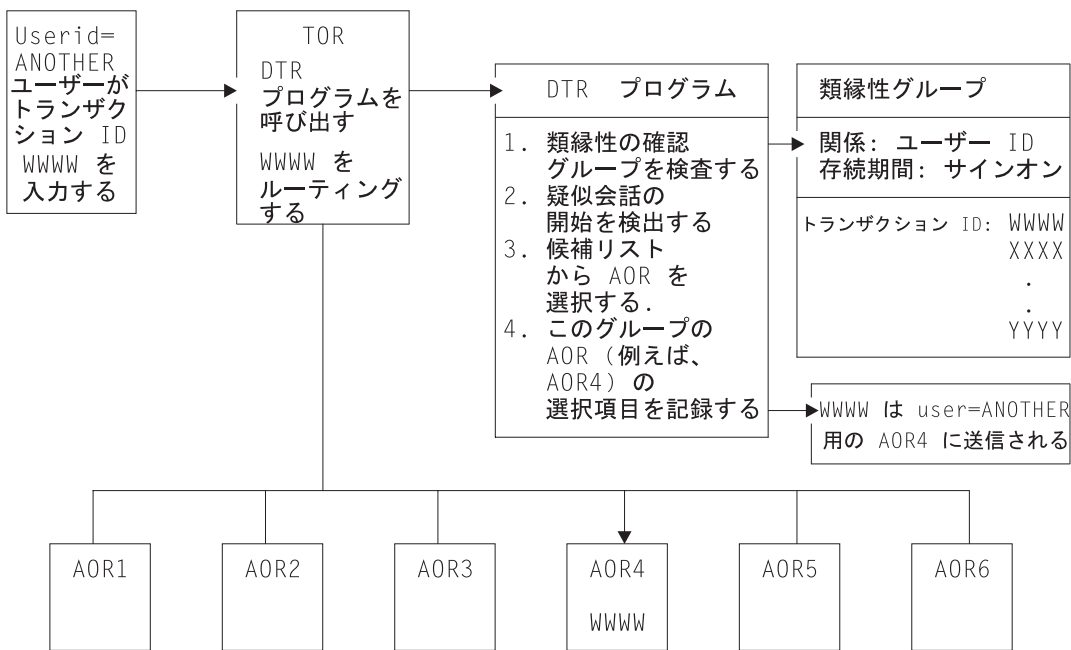 Userid=
ANOTHER
ユーザーが
トランザク
ション ID
WWWW を
入力する
TOR
DTR
プログラムを
呼び出す
WWWW を
ルーティング
する
DTR プログラム
1. 類縁性の確認
グループを検査する
2. 疑似会話の
開始を検出する
3. 候補リスト
から AOR を
選択する.
4. このグループの
AOR (例えば、
AOR4) の
選択項目を記録する
類縁性グループ
関係: ユーザー ID
存続期間: サインオン
トランザクション ID: WWWW
XXXX
.
.
YYYY
WWWW は user=ANOTHER
用の AOR4 に送信される
AOR1
AOR2
AOR3
AOR4
WWWW
AOR5
AOR6